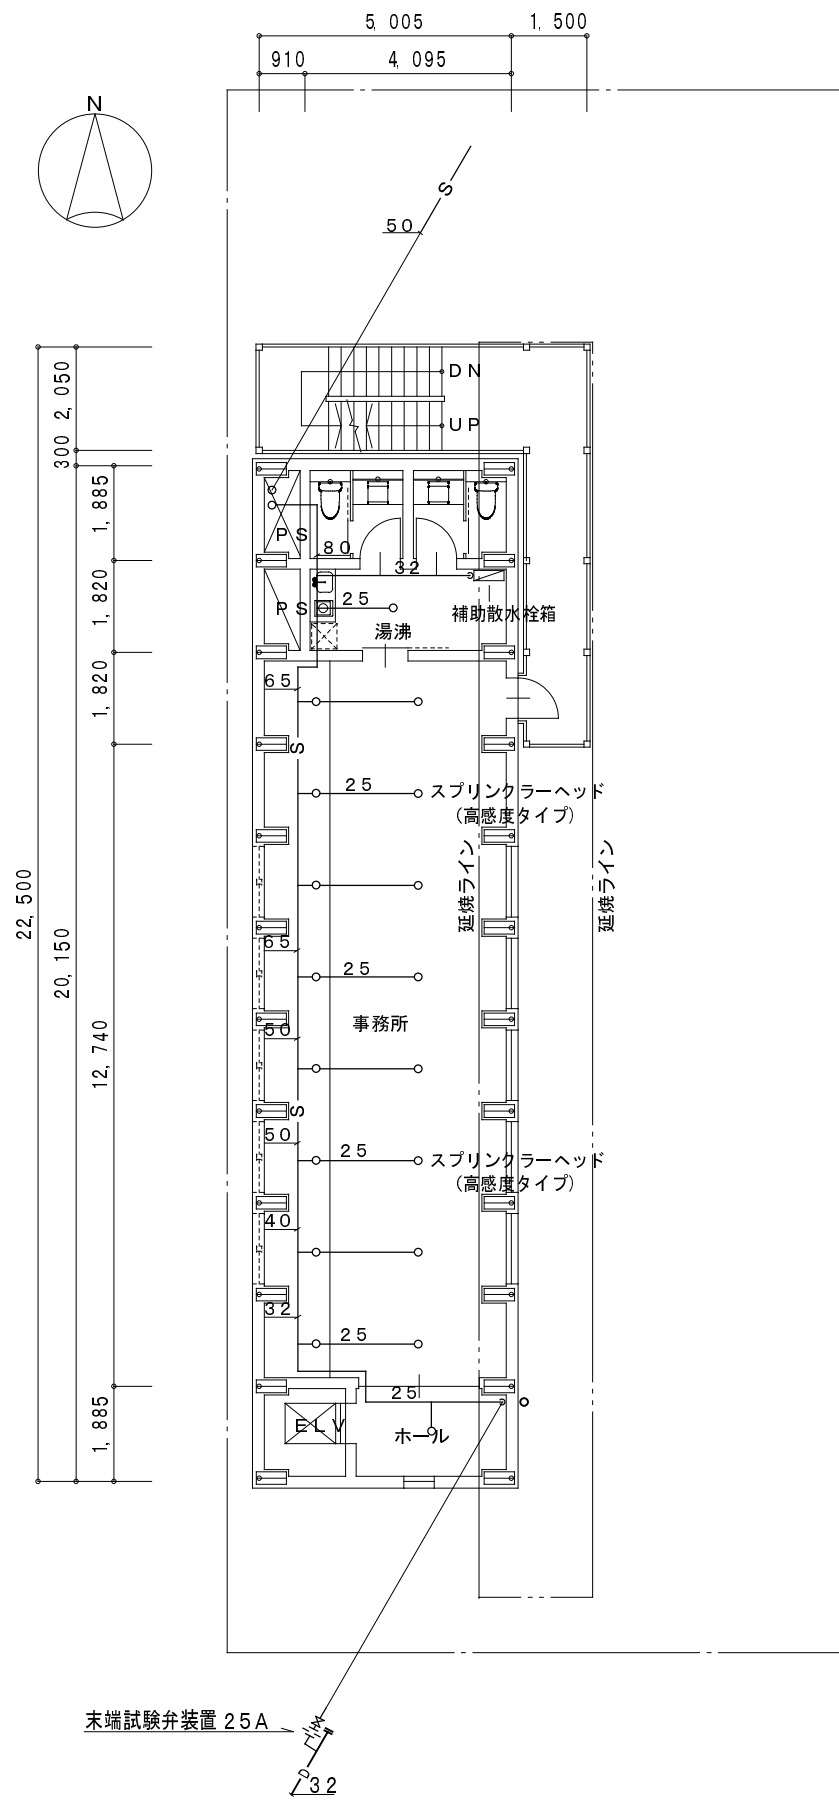 5,005
1,500
910
4,095
N
S
50
DN
UP
2,050
300
1,885
PS
80
32
1,820
PS
25
補助散水栓箱
湯沸
1,820
65
S
25
スプリンクラーヘッド
(高感度タイプ)
延焼ライン
延焼ライン
22,500
20,150
65
25
事務所
12,740
50
S
50
25
スプリンクラーヘッド
(高感度タイプ)
40
32
25
25
1,885
ELV
ホール
末端試験弁装置 25A
D
32